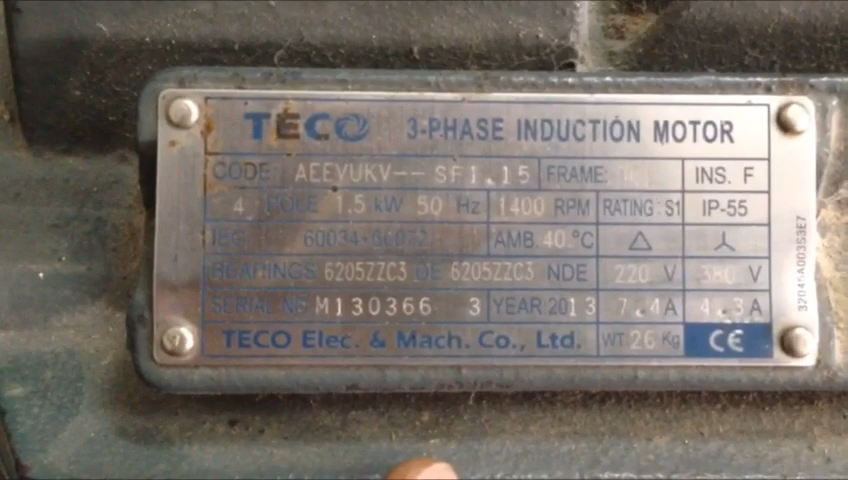 TECO 3-PHASE INDUCTION MOTOR
CODE AEEVUKV-- SF1.15 FRAME: INS. F
4 POLE 1.5 kW 50 Hz 1400 RPM RATING: S1 IP-55
IEC 60034- AMB. 40 °C △ 人
BEARINGS 6205ZZC3 DE 6205ZZC3 NDE 220 V 380 V
SERIAL NO M130366 3 YEAR 2013 7.4A 4.3A
TECO Elec. & Mach. Co., Ltd. WT: 26 Kg CE